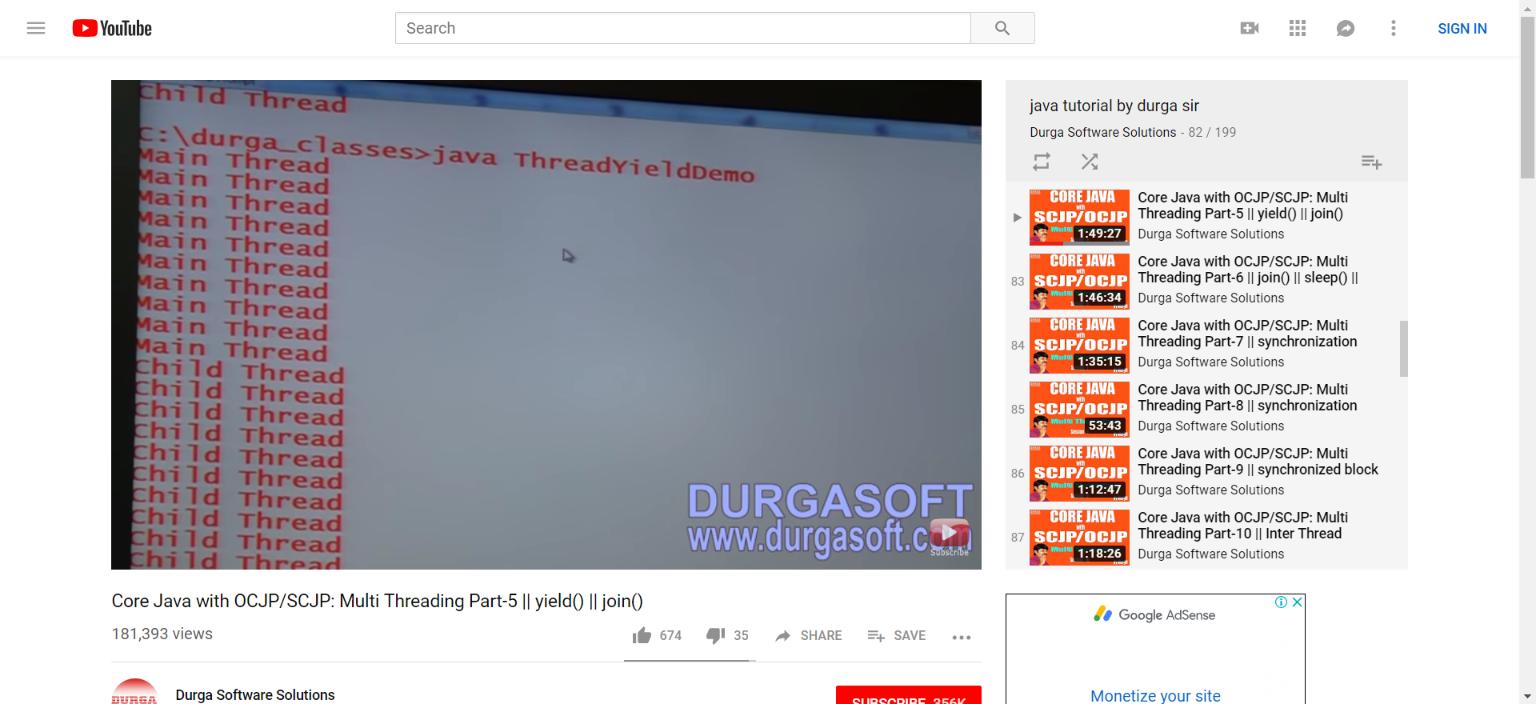 YouTube
Search
SIGN IN
Child Thread
C:\durga_classes>java ThreadYieldDemo
Main Thread
Main Thread
Main Thread
Main Thread
Main Thread
Main Thread
Main Thread
Main Thread
Main Thread
Main Thread
Child Thread
Child Thread
Child Thread
Child Thread
Child Thread
Child Thread
Child Thread
Child Thread
Child Thread
Child Thread
DURGASOFT
www.durgasoft.com
Subscribe
Core Java with OCJP/SCJP: Multi Threading Part-5 || yield() || join()
181,393 views
674
35
SHARE
SAVE
DURGA
Durga Software Solutions
SUBSCRIBE 356K
java tutorial by durga sir
Durga Software Solutions - 82 / 199
CORE JAVA
with
SCJP/OCJP
1:49:27
Core Java with OCJP/SCJP: Multi
Threading Part-5 || yield() || join()
Durga Software Solutions
83
CORE JAVA
with
SCJP/OCJP
1:46:34
Core Java with OCJP/SCJP: Multi
Threading Part-6 || join() || sleep() ||
Durga Software Solutions
84
CORE JAVA
with
SCJP/OCJP
1:35:15
Core Java with OCJP/SCJP: Multi
Threading Part-7 || synchronization
Durga Software Solutions
85
CORE JAVA
with
SCJP/OCJP
53:43
Core Java with OCJP/SCJP: Multi
Threading Part-8 || synchronization
Durga Software Solutions
86
CORE JAVA
with
SCJP/OCJP
1:12:47
Core Java with OCJP/SCJP: Multi
Threading Part-9 || synchronized block
Durga Software Solutions
87
CORE JAVA
with
SCJP/OCJP
1:18:26
Core Java with OCJP/SCJP: Multi
Threading Part-10 || Inter Thread
Durga Software Solutions
Google AdSense
Monetize your site